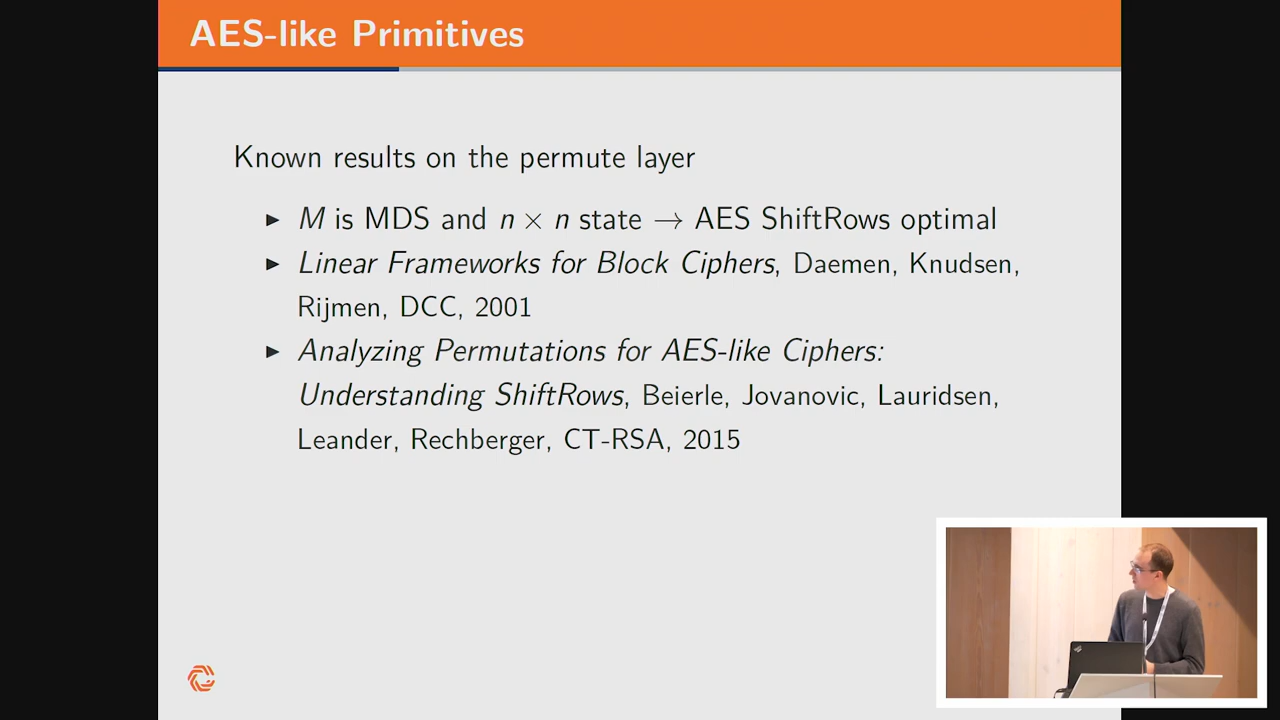 AES-like Primitives
Known results on the permute layer
▶ M is MDS and n × n state → AES ShiftRows optimal
▶ Linear Frameworks for Block Ciphers, Daemen, Knudsen,
Rijmen, DCC, 2001
▶ Analyzing Permutations for AES-like Ciphers:
Understanding ShiftRows, Beierle, Jovanovic, Lauridsen,
Leander, Rechberger, CT-RSA, 2015